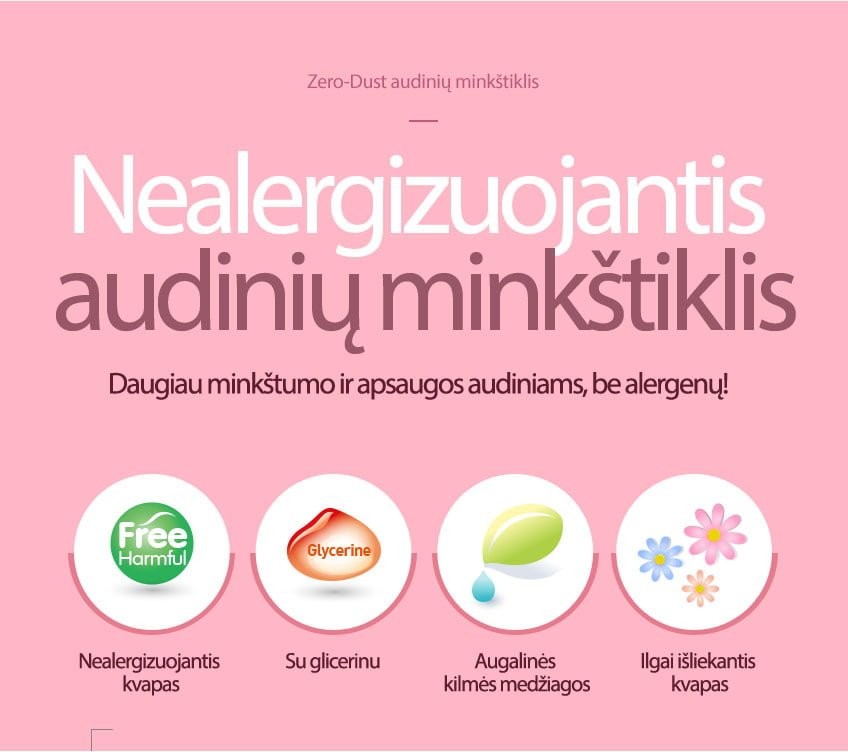 Zero-Dust audinių minkštiklis
Nealergizuojantis
audinių minkštiklis
Daugiau minkštumo ir apsaugos audiniams, be alergenų!
Free
Harmful
Glycerine
Nealergizuojantis
kvapas
Su glicerinu
Augalinės
kilmės medžiagos
Ilgai išliekantis
kvapas